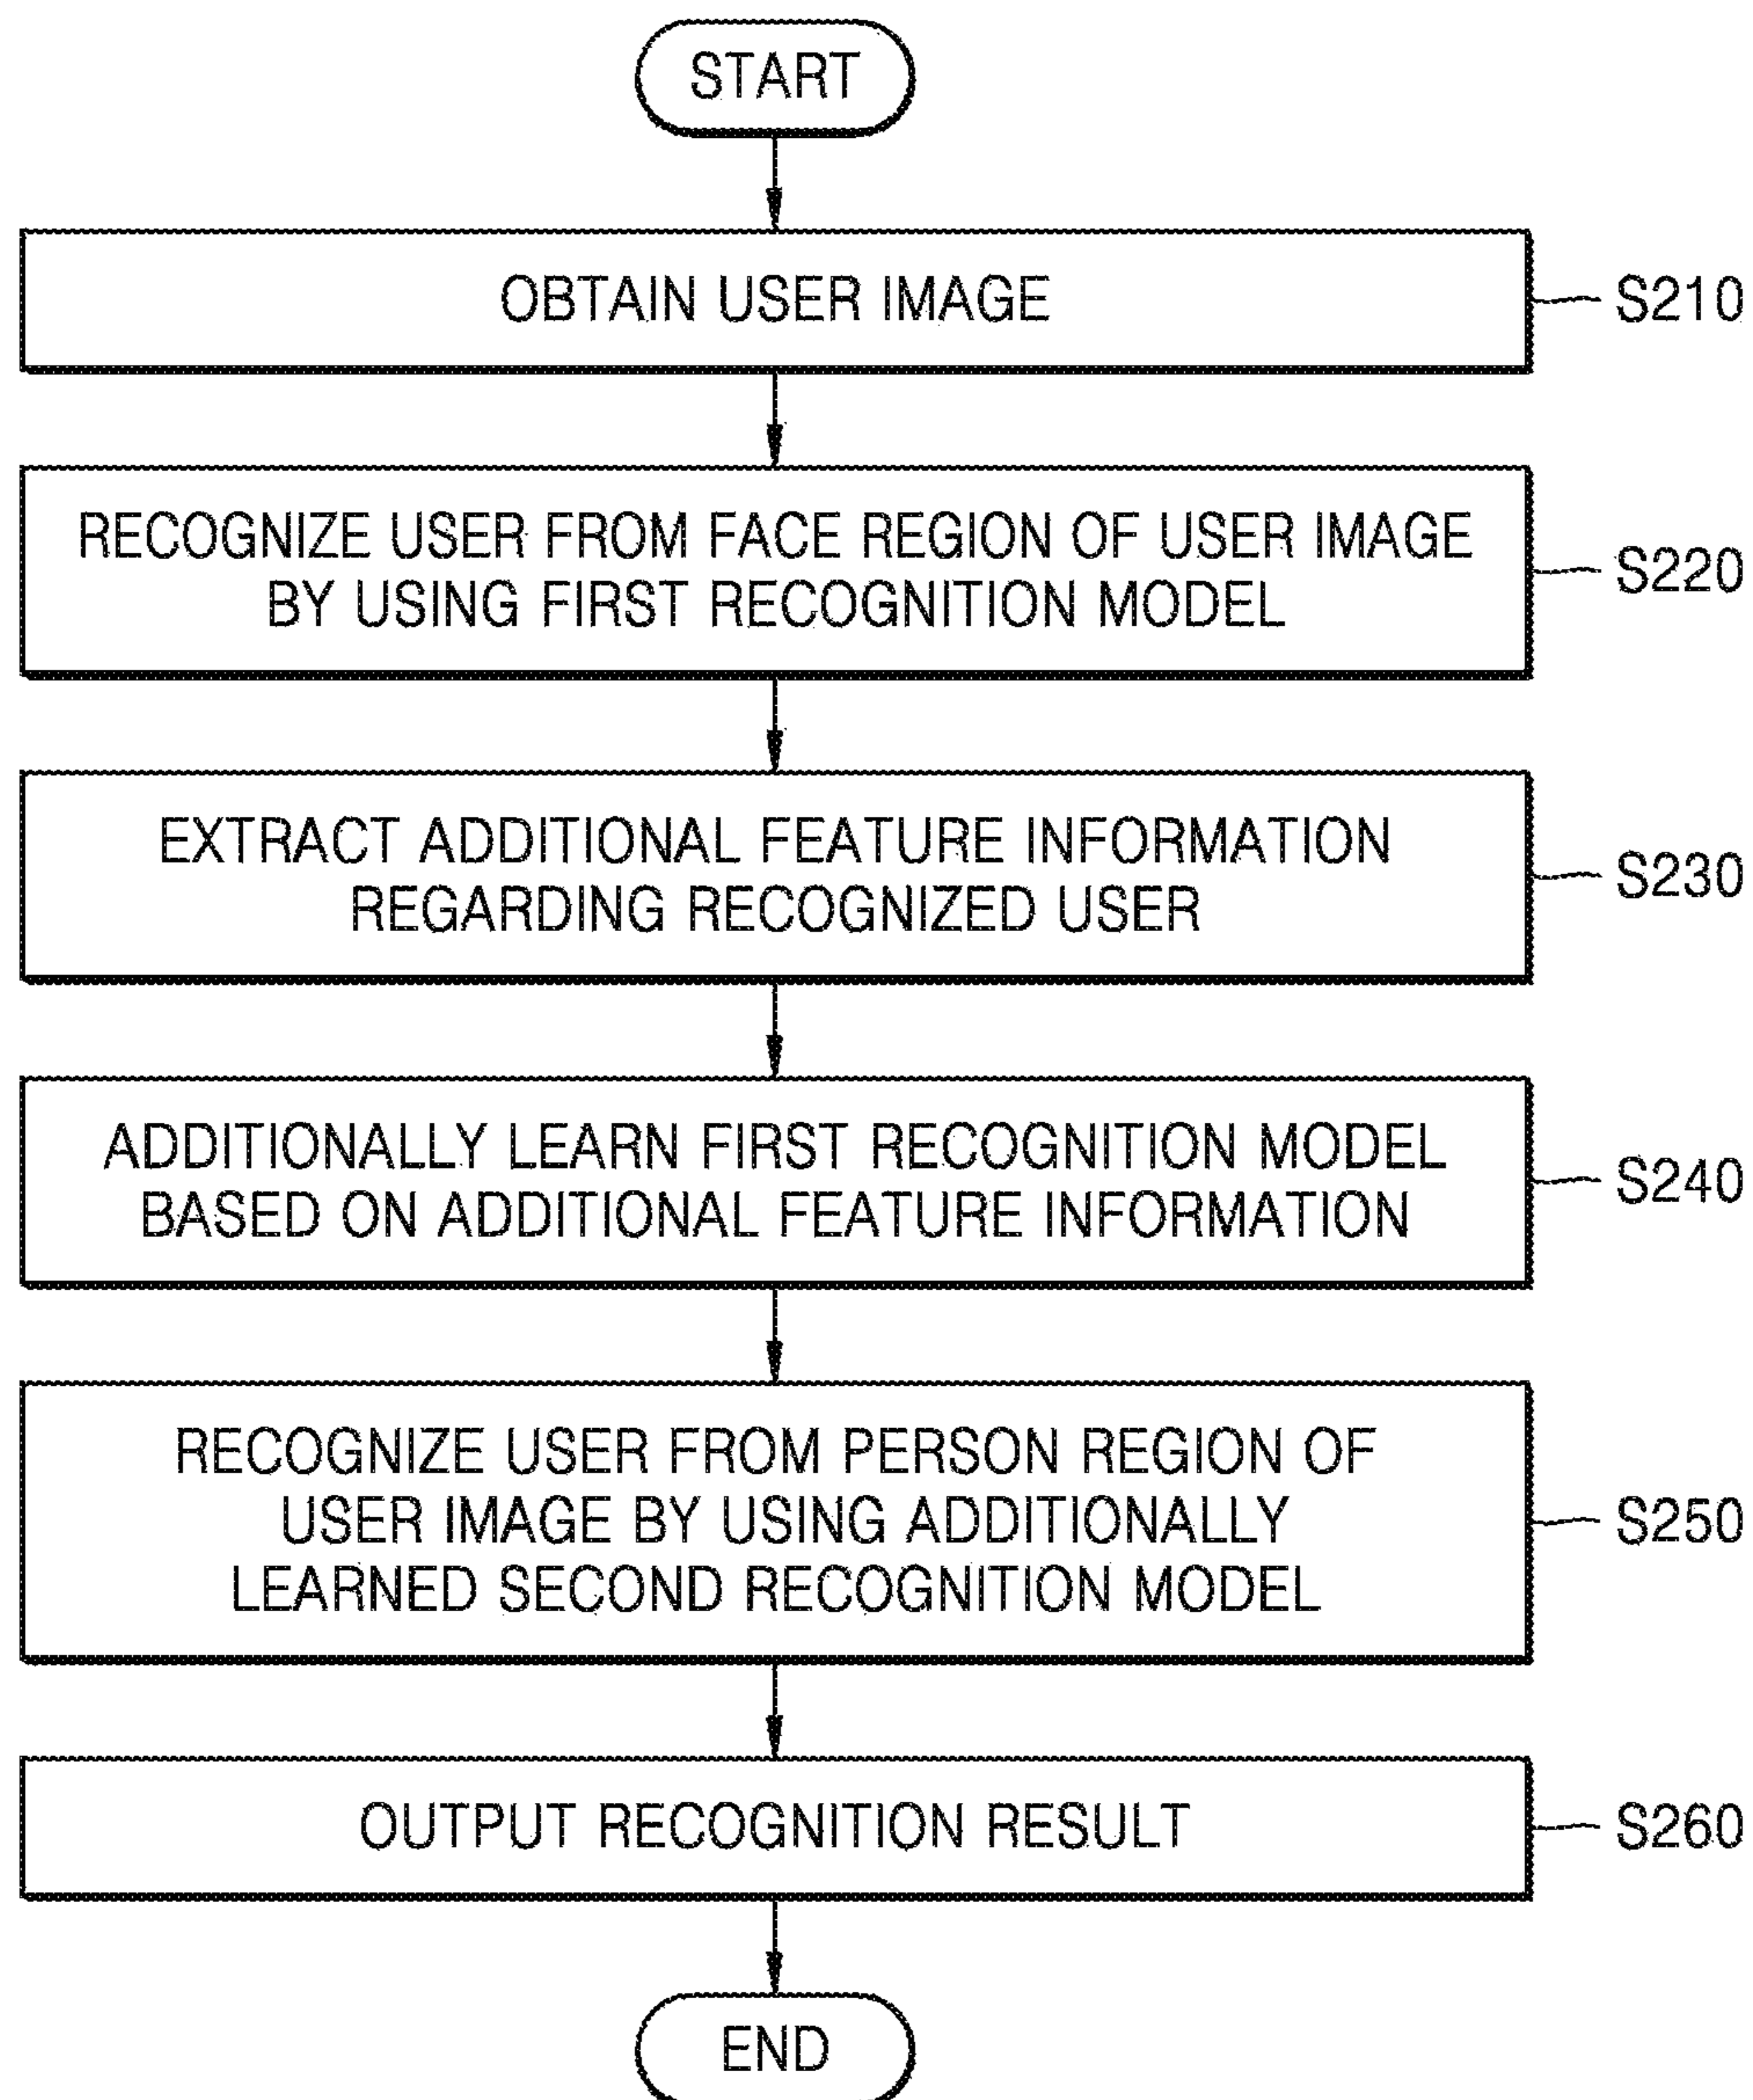 START
OBTAIN USER IMAGE
S210
RECOGNIZE USER FROM FACE REGION OF USER IMAGE
BY USING FIRST RECOGNITION MODEL
S220
EXTRACT ADDITIONAL FEATURE INFORMATION
REGARDING RECOGNIZED USER
S230
ADDITIONALLY LEARN FIRST RECOGNITION MODEL
BASED ON ADDITIONAL FEATURE INFORMATION
S240
RECOGNIZE USER FROM PERSON REGION OF
USER IMAGE BY USING ADDITIONALLY
LEARNED SECOND RECOGNITION MODEL
S250
OUTPUT RECOGNITION RESULT
S260
END